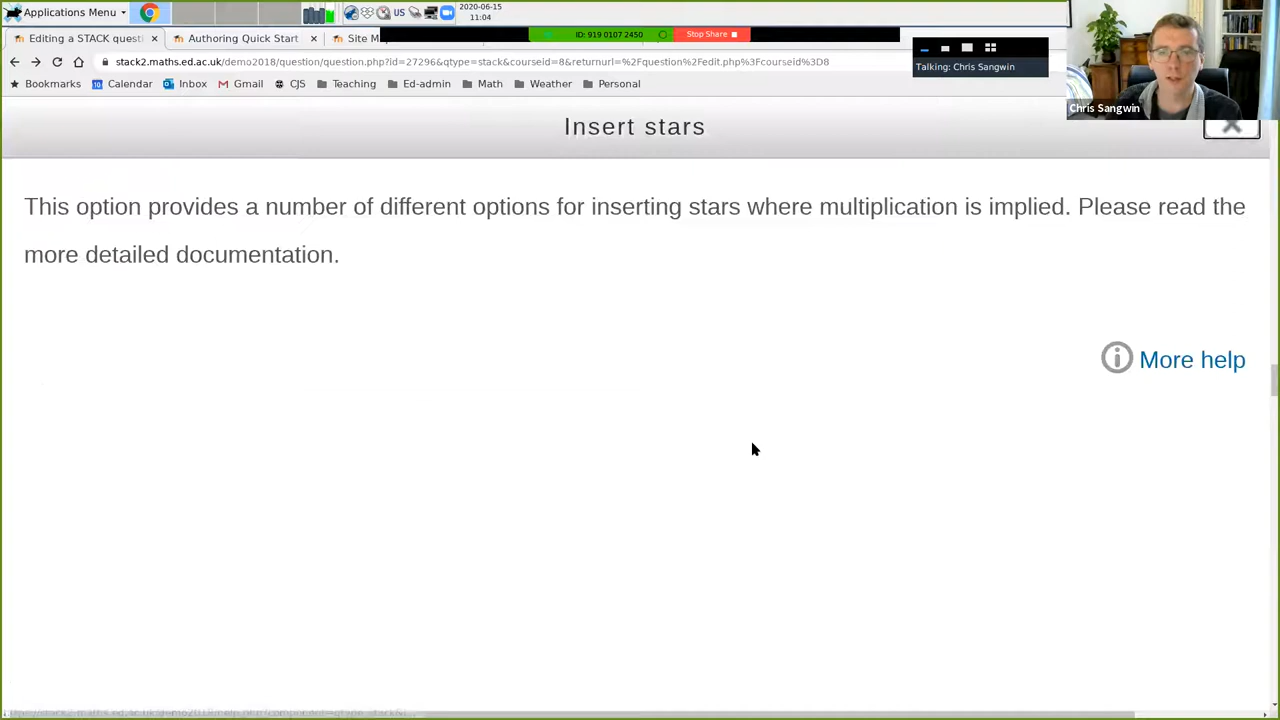 Applications Menu
US
2020-06-15
11:04
Editing a STACK questi
Authoring Quick Start
Site M
ID: 919 0107 2450
Stop Share
Talking: Chris Sangwin
stack2.maths.ed.ac.uk/demo2018/question/question.php?id=27296&qtype=stack&courseid=8&returnurl=%2Fquestion%2Fedit.php%3Fcourseid%3D8
Bookmarks
Calendar
Inbox
Gmail
CJS
Teaching
Ed-admin
Math
Weather
Personal
Chris Sangwin
Insert stars
This option provides a number of different options for inserting stars where multiplication is implied. Please read the
more detailed documentation.
More help